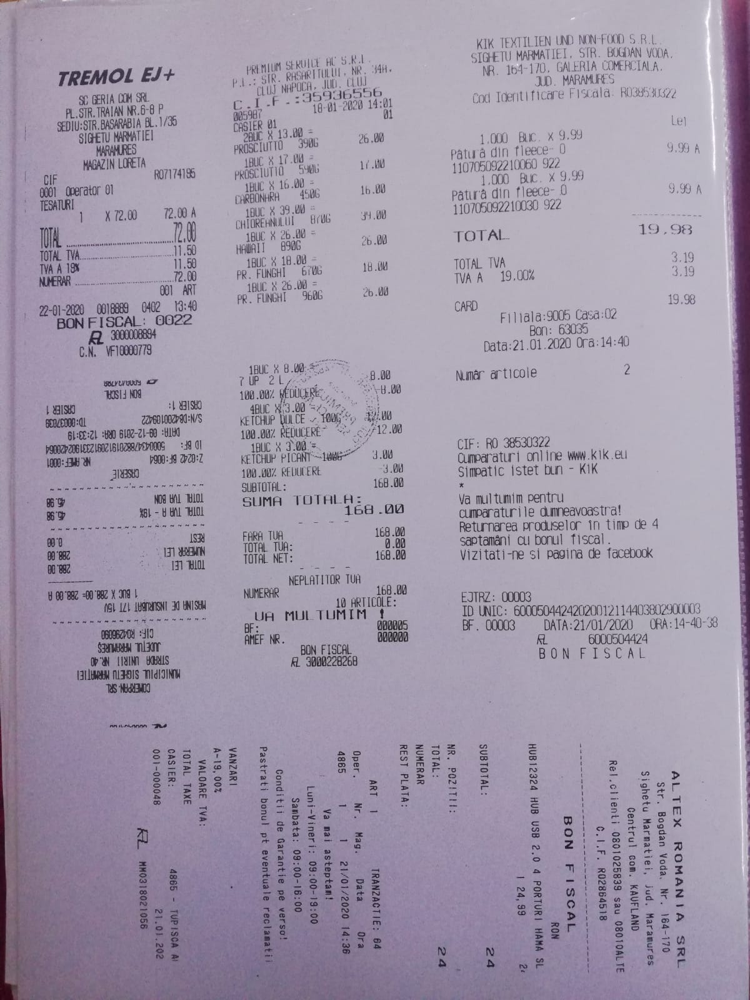 TREMOL EJ+
SC GERIA COM SRL
PL.STR.TRAIAN NR.6-8 P
SEDIU:STR.BASARABIA BL.1/35
SIGHETU MARMATIEI
MARAMURES
MAGAZIN LORETA
CIF RO7174195
0001 Operator 01
TESATURI
1 X 72.00 72.00 A
TOTAL 72.00
TOTAL TVA 11.50
TVA A 19% 11.50
NUMERAR 72.00
001 ART
22-01-2020 0018889 0402 13:40
BON FISCAL: 0022
3000008894
C.N. VF10000779
PREMIUM SERVICE AC S.R.L.
P.L.: STR. RASARITULUI, NR. 34A,
CLUJ NAPOCA, JUD. CLUJ
C.I.F.:35936556
005987 18-01-2020 14:01
CASIER 01 01
2BUC X 13.00 =
PROSCIUTTO 390G 26.00
1BUC X 17.00 =
PROSCIUTTO 590G 17.00
1BUC X 16.00 =
CARBONARA 450G 16.00
1BUC X 39.00 =
CHIOREANULUI 870G 39.00
1BUC X 26.00 =
HAWAII 890G 26.00
1BUC X 18.00 =
PR. FUNGHI 670G 18.00
1BUC X 26.00 =
PR. FUNGHI 960G 26.00
1BUC X 8.00 =
7 UP 2 L 8.00
100.00% REDUCERE -8.00
4BUC X 3.00 =
KETCHUP DULCE 100G 12.00
100.00% REDUCERE -12.00
1BUC X 3.00 =
KETCHUP PICANT 100G 3.00
100.00% REDUCERE -3.00
SUBTOTAL: 168.00
SUMA TOTALA:
168.00
FARA TVA 168.00
TOTAL TVA: 0.00
TOTAL NET: 168.00
NEPLATITOR TVA
NUMERAR 168.00
10 ARTICOLE:
VA MULTUMIM !
BF: 000005
AMEF NR. 000000
BON FISCAL
3000228268
KIK TEXTILIEN UND NON-FOOD S.R.L.
SIGHETU MARMATIEI, STR. BOGDAN VODA,
NR. 164-170, GALERIA COMERCIALA,
JUD. MARAMURES
Cod Identificare Fiscala: RO38530322
Lei
1.000 Buc. X 9.99
Pătură din fleece- O 9.99 A
110705092210060 922
1.000 Buc. X 9.99
Pătură din fleece- O 9.99 A
110705092210030 922
TOTAL 19.98
TOTAL TVA 3.19
TVA A 19.00% 3.19
CARD 19.98
Filiala:9005 Casa:02
Bon: 63035
Data:21.01.2020 Ora:14:40
Număr articole 2
CIF: RO 38530322
Cumparaturi online www.kik.eu
Simpatic istet bun - KiK
*
Va multumim pentru
cumparaturile dumneavoastra!
Returnarea produselor în timp de 4
saptamâni cu bonul fiscal.
Vizitati-ne si pagina de facebook
EJTRZ: 00003
ID UNIC: 6000504424202001211440380290003
BF. 00003 DATA:21/01/2020 ORA:14-40-38
6000504424
BON FISCAL
COMERPAN SRL
MUNICIPIUL SIGHETU MARMAȚIEI
STRADA UNIRII NR.40
JUDEȚUL MARAMUREȘ
CIF: RO4296090
MASINA DE INSURUBAT 17T 15V
1 BUC X 288.00= 288.00 A
TOTAL LEI 288.00
NUMERAR LEI 288.00
REST 0.00
TOTAL TVA A - 19% 45.98
TOTAL TVA BON 45.98
CASERIE
Z:0242 BF:0064 NR.AMEF:0001
DATA: 09-12-2019 ORA: 12:33:19
S/N:DB4200109422 TD:00037039
CASIER 1: CASIER 1
BON FISCAL
ALTEX ROMANIA SRL
Str. Bogdan Voda, Nr. 164-170
Sighetu Marmatiei, jud. Maramures
Centrul com. KAUFLAND
Rel.clienti 0801025839 sau 08010ALTE
C.I.F. RO2864518
BON FISCAL
RON
HUB12324 HUB USB 2.0 4 PORTURI HAMA SL
1 24,99
SUBTOTAL: 24
NR. POZITII:
TOTAL: 24
NUMERAR
REST PLATA:
ART 1 TRANZACTIE: 64
Oper. Nr. Mag. Data Ora
4865 1 1 21/01/2020 14:36
Va mai asteptam!
Luni-Vineri: 09:00-19:00
Sambata: 09:00-16:00
Conditii de Garantie pe verso!
Pastrati bonul pt eventuale reclamatii
VANZARI
A-19,00%
VALOARE TVA:
TOTAL TAXE
CASIER: 4865 - TUPISCA A
001-000048 21.01.202
MM0318021056